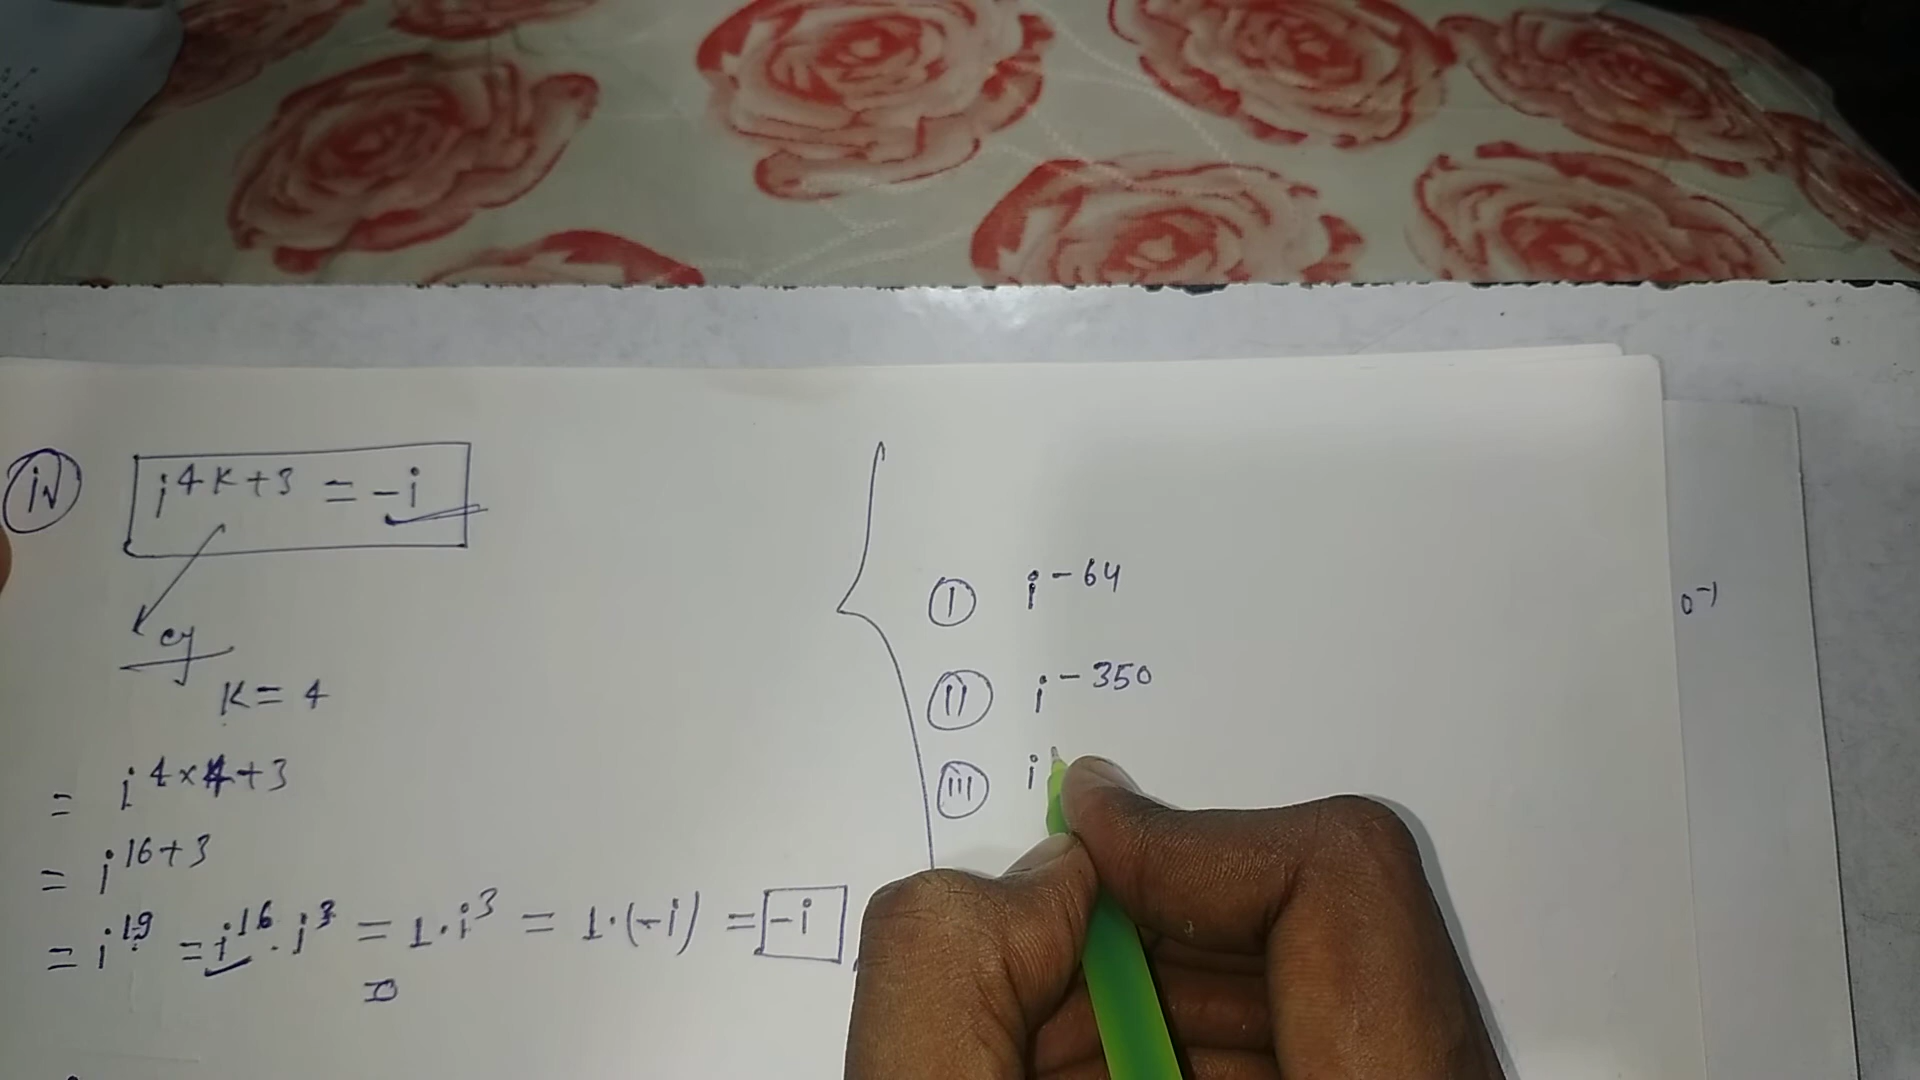 iv i^4K+3 = -i
eg
K = 4
= i^4×4+3
= i^16+3
= i^19 = i^16 · i^3 = 1 · i^3 = 1 · (-i) = -i
I i^-64
II i^-350
III i